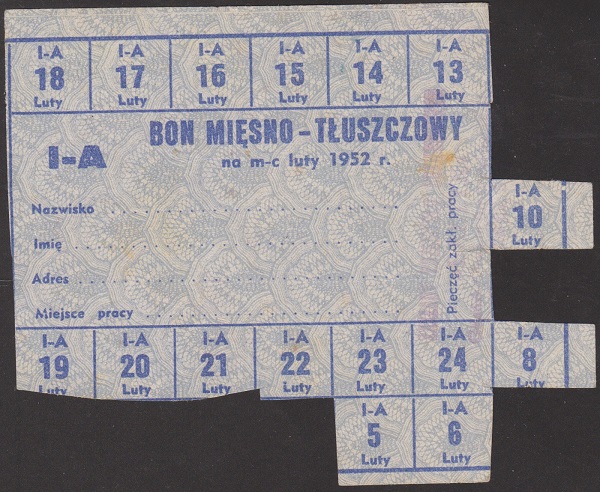 I-A I-A I-A I-A I-A I-A
18 17 16 15 14 13
Luty Luty Luty Luty Luty Luty
BON MIĘSNO-TŁUSZCZOWY
I-A
na m-c luty 1952 r.
Nazwisko
Imię
Adres
Miejsce pracy
Pieczęć zakł. pracy
I-A
10
Luty
I-A I-A I-A I-A I-A I-A I-A
19 20 21 22 23 24 8
Luty Luty Luty Luty Luty Luty Luty
I-A I-A
5 6
Luty Luty